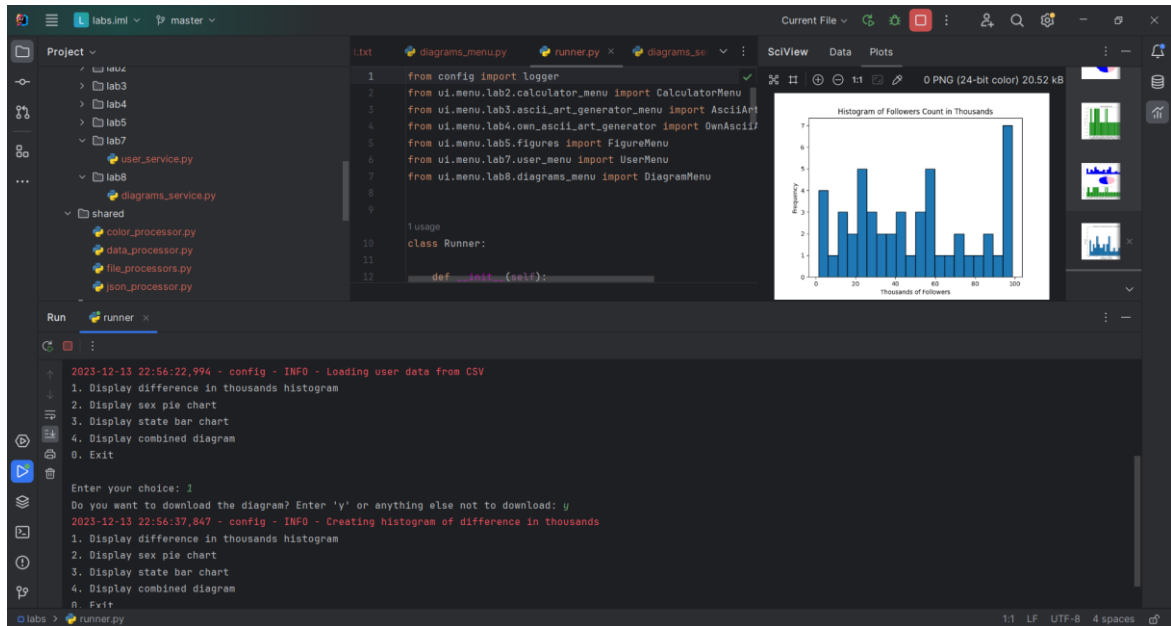 labs.iml
master
Current File
Project
lab3
lab4
lab5
lab7
user_service.py
lab8
diagrams_service.py
shared
color_processor.py
data_processor.py
file_processors.py
json_processor.py
t.txt
diagrams_menu.py
runner.py
diagrams_se
1 from config import logger
2 from ui.menu.lab2.calculator_menu import CalculatorMenu
3 from ui.menu.lab3.ascii_art_generator_menu import AsciiArt
4 from ui.menu.lab4.own_ascii_art_generator import OwnAsciiA
5 from ui.menu.lab5.figures import FigureMenu
6 from ui.menu.lab7.user_menu import UserMenu
7 from ui.menu.lab8.diagrams_menu import DiagramMenu
8
9
1 usage
10 class Runner:
11
12 def __init__(self):
SciView Data Plots
1:1
0 PNG (24-bit color) 20.52 kB
Histogram of Followers Count in Thousands
Frequency
7
6
5
4
3
2
1
0
0 20 40 60 80 100
Thousands of Followers
Run runner
2023-12-13 22:56:22,994 - config - INFO - Loading user data from CSV
1. Display difference in thousands histogram
2. Display sex pie chart
3. Display state bar chart
4. Display combined diagram
0. Exit
Enter your choice: 1
Do you want to download the diagram? Enter 'y' or anything else not to download: y
2023-12-13 22:56:37,847 - config - INFO - Creating histogram of difference in thousands
1. Display difference in thousands histogram
2. Display sex pie chart
3. Display state bar chart
4. Display combined diagram
0. Exit
labs > runner.py
1:1 LF UTF-8 4 spaces